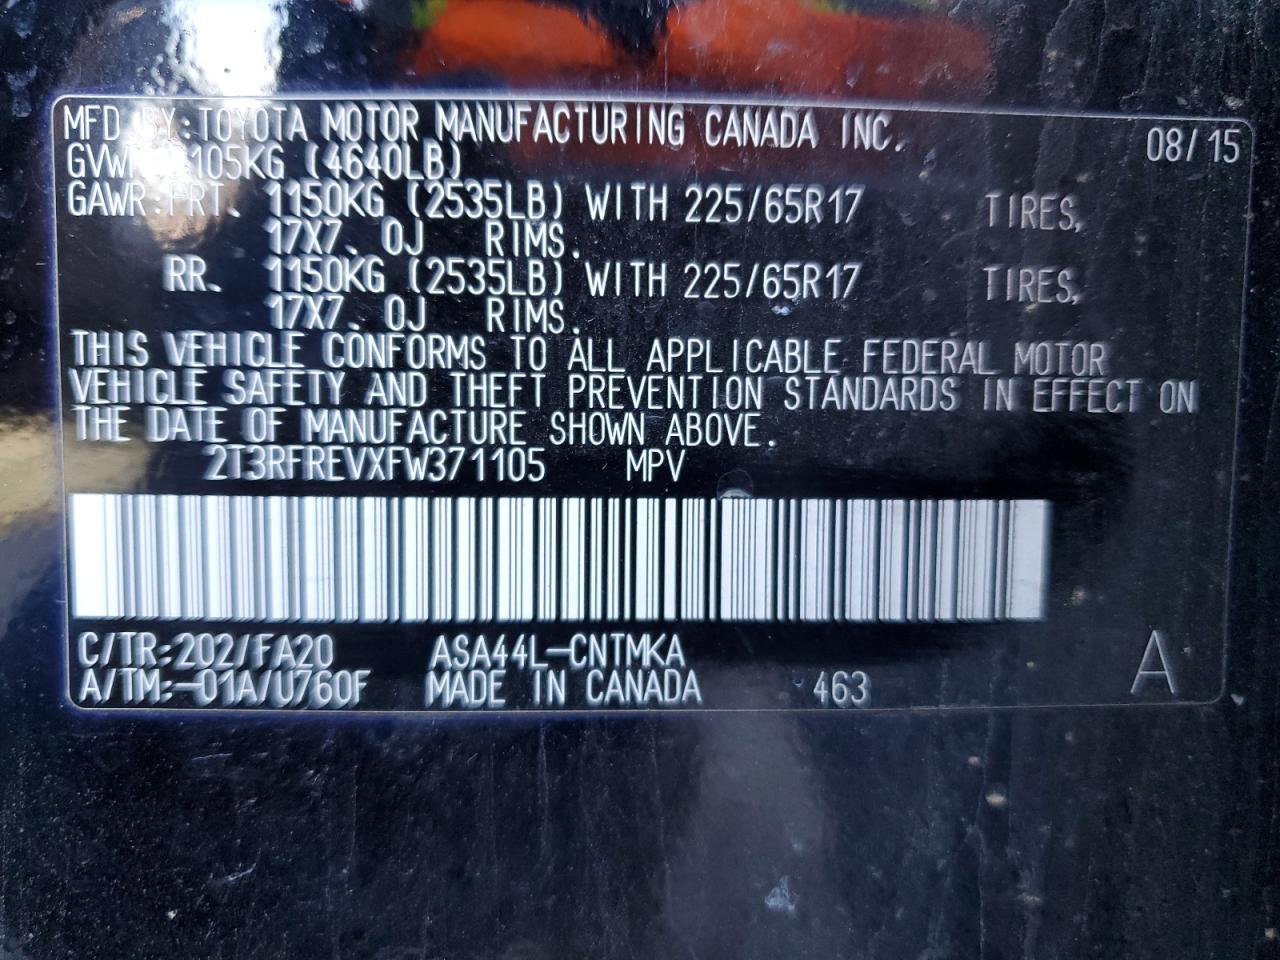 MFD BY:TOYOTA MOTOR MANUFACTURING CANADA INC. 08/15
GVWR 2105KG (4640LB)
GAWR:FRT. 1150KG (2535LB) WITH 225/65R17 TIRES,
17X7.0J RIMS.
RR. 1150KG (2535LB) WITH 225/65R17 TIRES,
17X7.0J RIMS.
THIS VEHICLE CONFORMS TO ALL APPLICABLE FEDERAL MOTOR
VEHICLE SAFETY AND THEFT PREVENTION STANDARDS IN EFFECT ON
THE DATE OF MANUFACTURE SHOWN ABOVE.
2T3RFREVXFW371105 MPV
C/TR:202/FA20 ASA44L-CNTMKA A
A/TM:-01A/U760F MADE IN CANADA 463